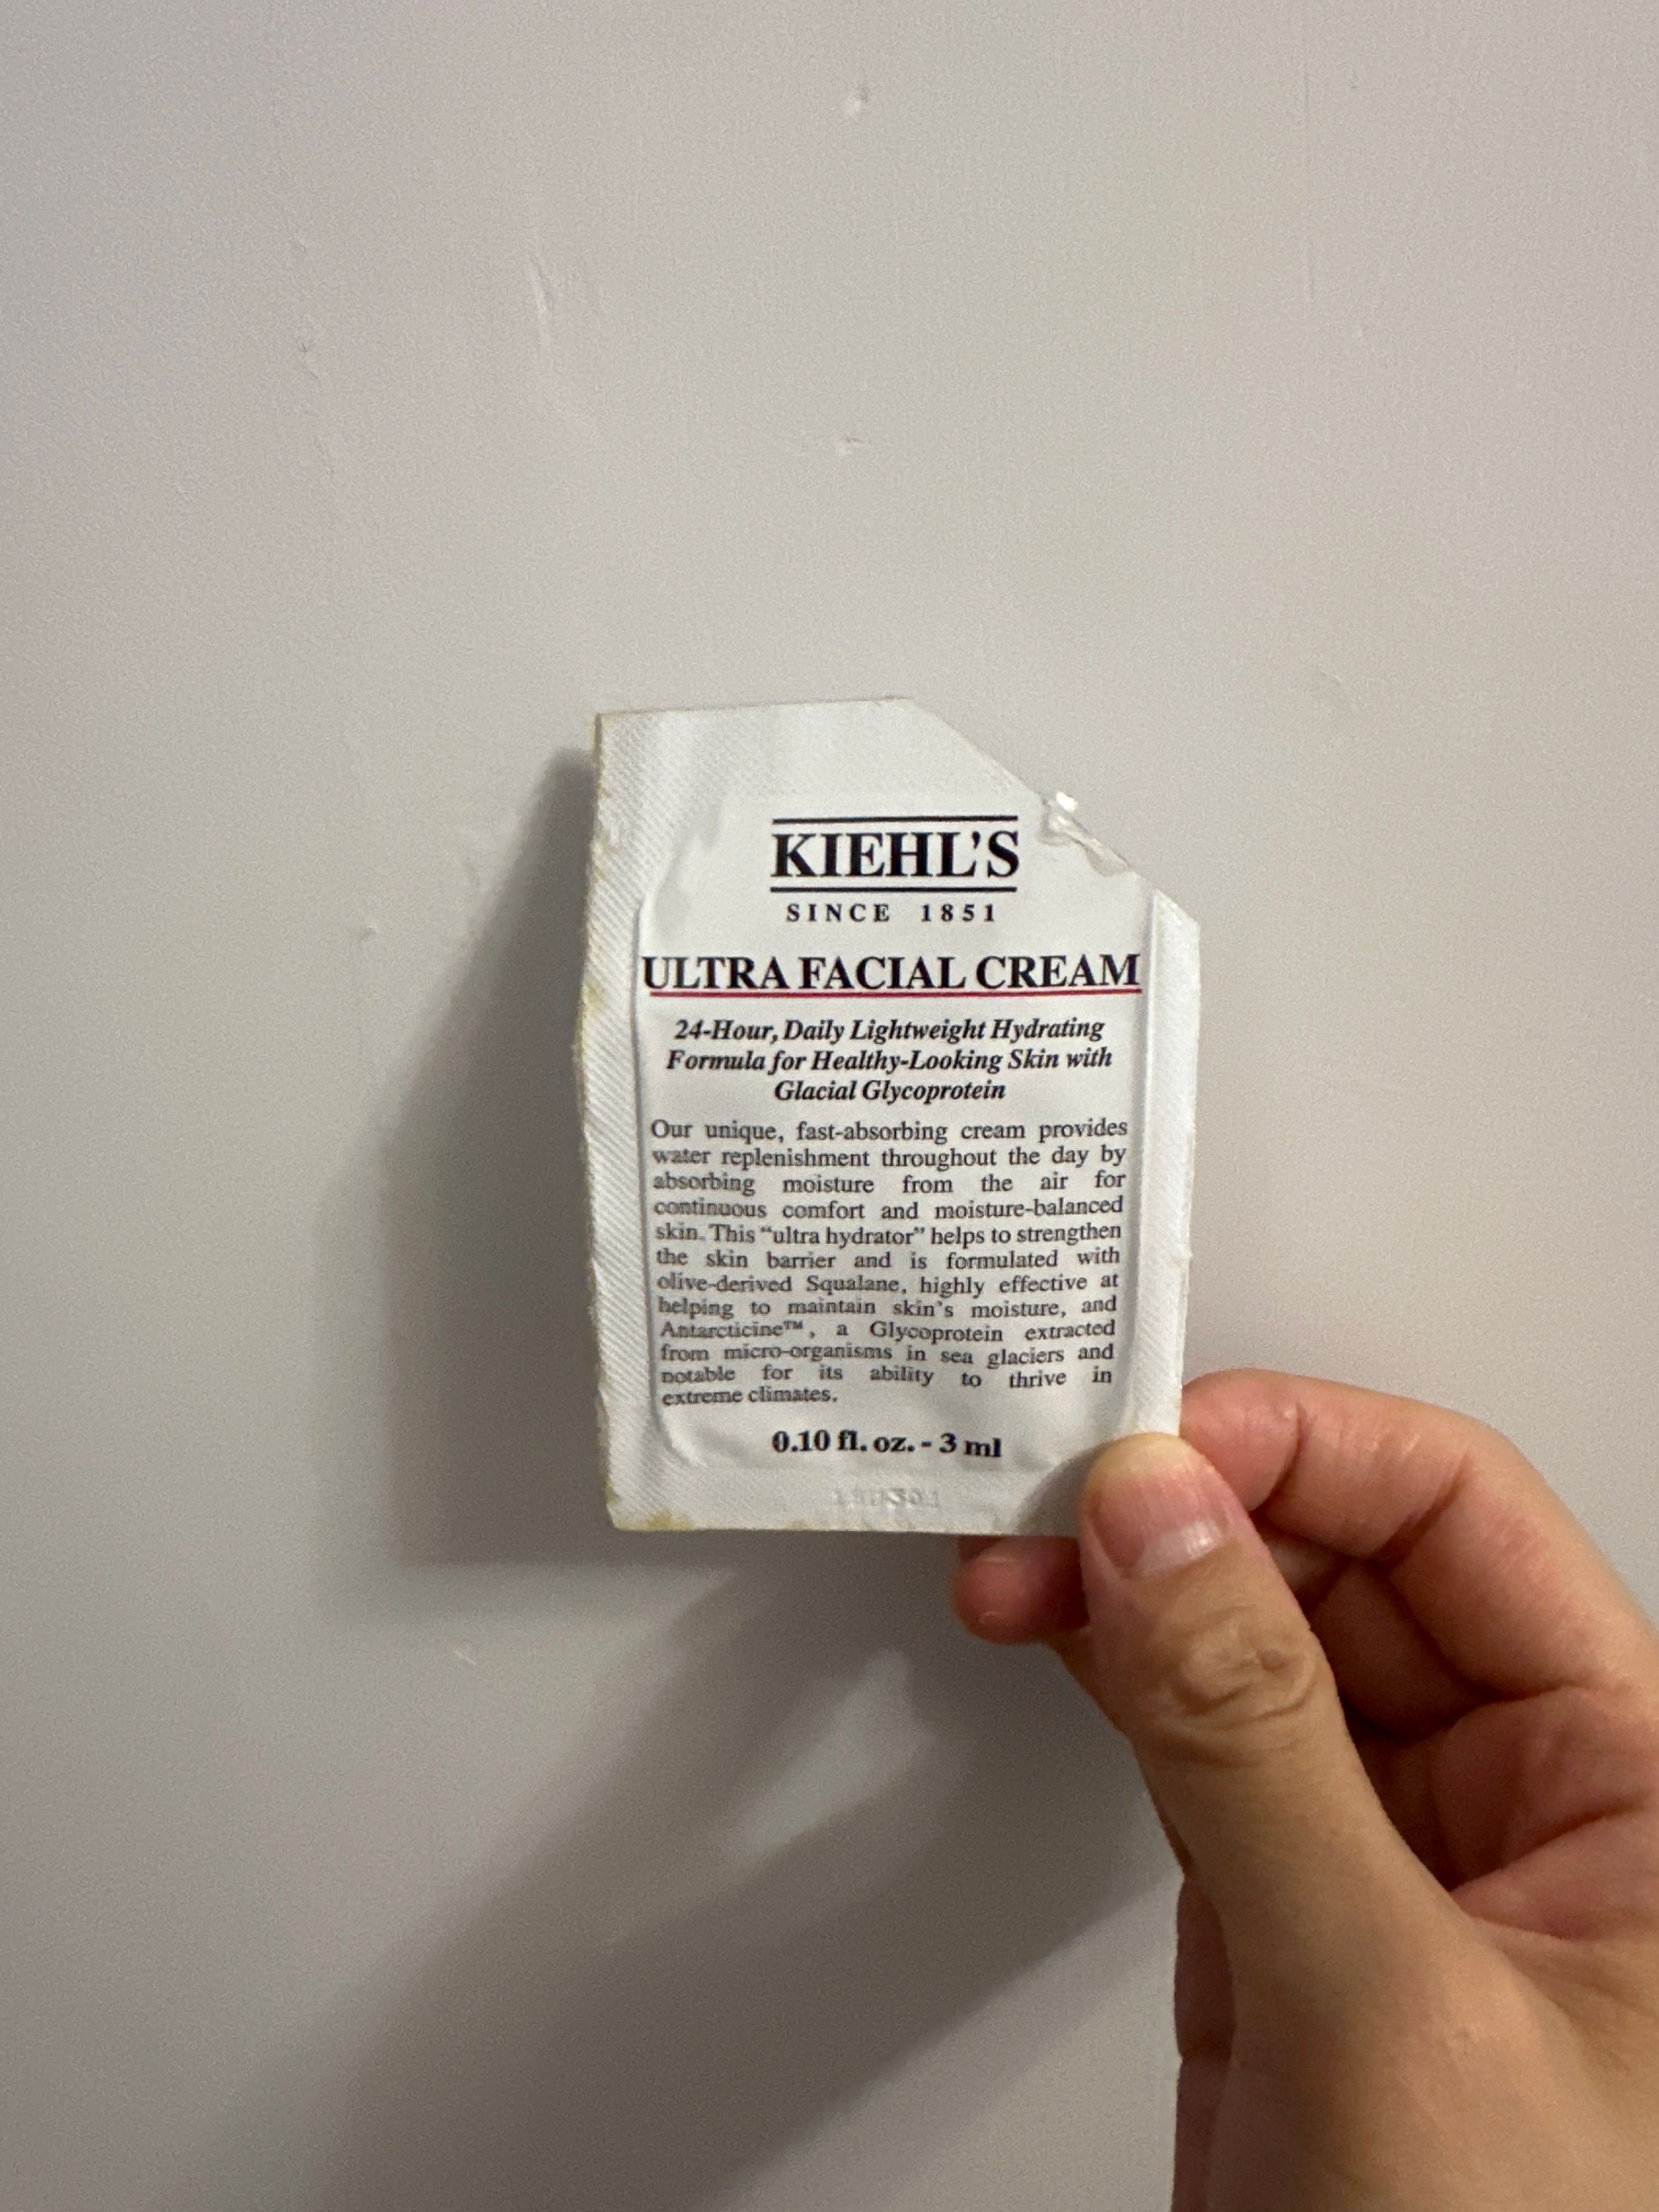 KIEHL'S
SINCE 1851
ULTRA FACIAL CREAM
24-Hour, Daily Lightweight Hydrating
Formula for Healthy-Looking Skin with
Glacial Glycoprotein
Our unique, fast-absorbing cream provides
water replenishment throughout the day by
absorbing moisture from the air for
continuous comfort and moisture-balanced
skin. This “ultra hydrator” helps to strengthen
the skin barrier and is formulated with
olive-derived Squalane, highly effective at
helping to maintain skin's moisture, and
Antarcticine™, a Glycoprotein extracted
from micro-organisms in sea glaciers and
notable for its ability to thrive in
extreme climates.
0.10 fl. oz. - 3 ml